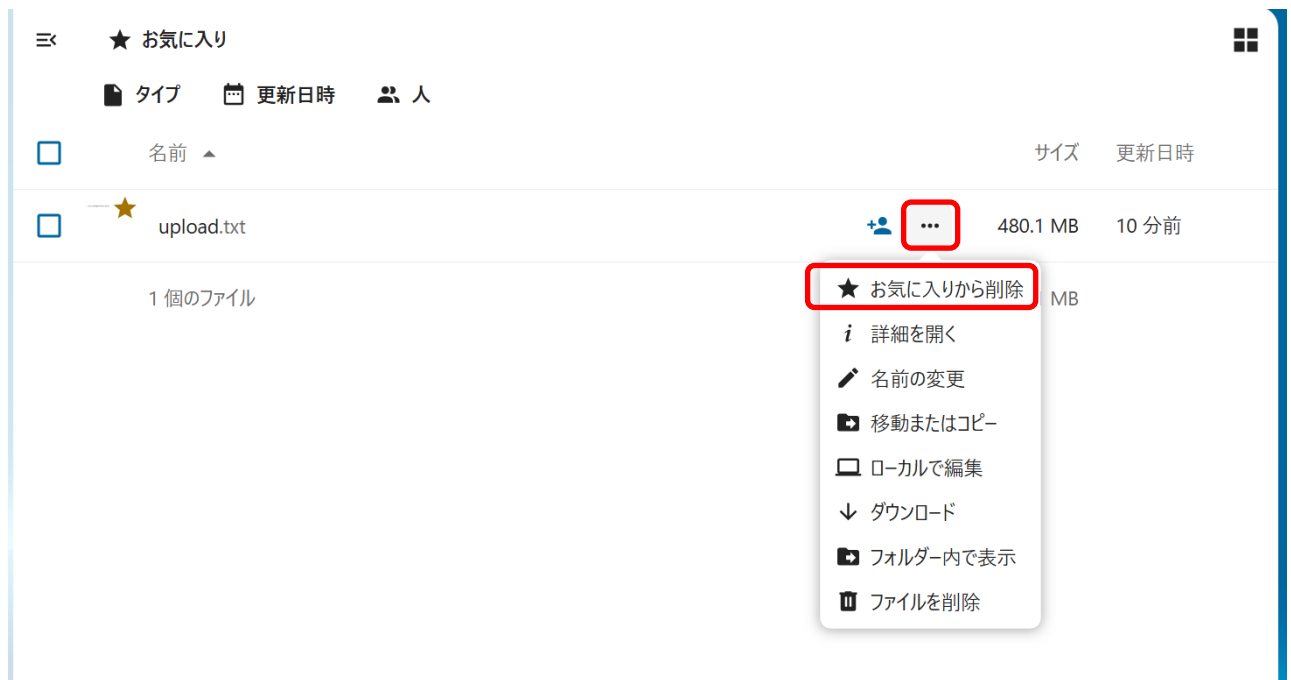 お気に入り
タイプ 更新日時 人
名前 サイズ 更新日時
upload.txt 480.1 MB 10 分前
1 個のファイル MB
お気に入りから削除
詳細を開く
名前の変更
移動またはコピー
ローカルで編集
ダウンロード
フォルダー内で表示
ファイルを削除